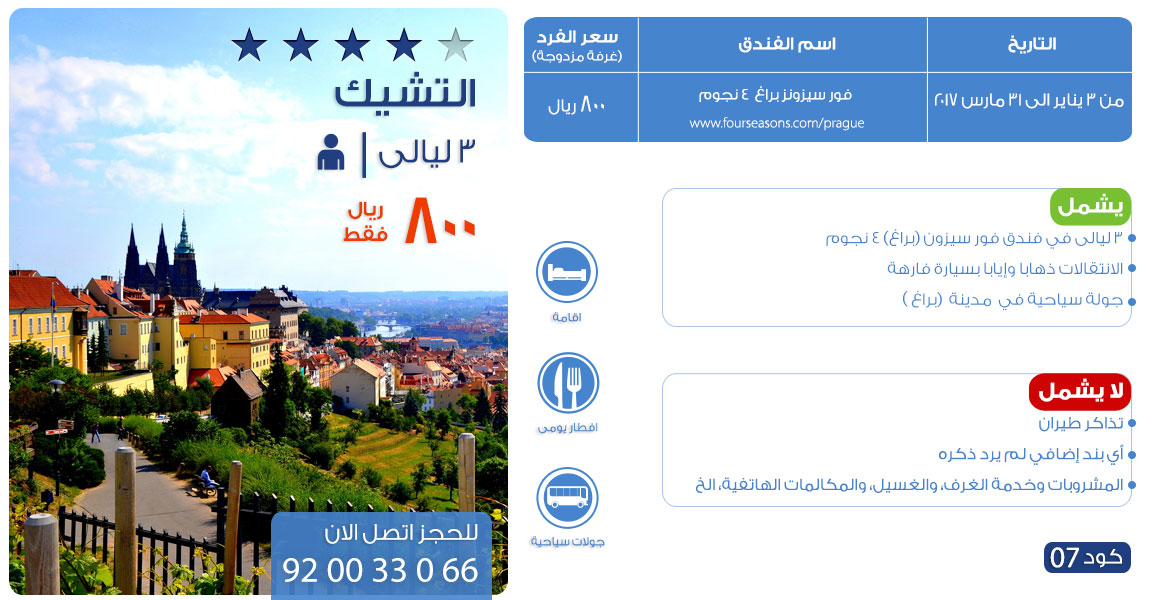 التشيك
٣ ليالى
٨٠٠ ريال فقط
للحجز اتصل الان
92 00 33 0 66
التاريخ
اسم الفندق
سعر الفرد
(غرفة مزدوجة)
من ٣ يناير الى ٣١ مارس ٢٠١٧
فور سيزونز براغ ٤ نجوم
www.fourseasons.com/prague
٨٠٠ ريال
يشمل
٣ ليالى في فندق فور سيزون (براغ) ٤ نجوم
الانتقالات ذهابا وإيابا بسيارة فارهة
جولة سياحية في مدينة (براغ )
اقامة
افطار يومى
جولات سياحية
لا يشمل
تذاكر طيران
أي بند إضافي لم يرد ذكره
المشروبات وخدمة الغرف، والغسيل، والمكالمات الهاتفية، الخ
كود 07